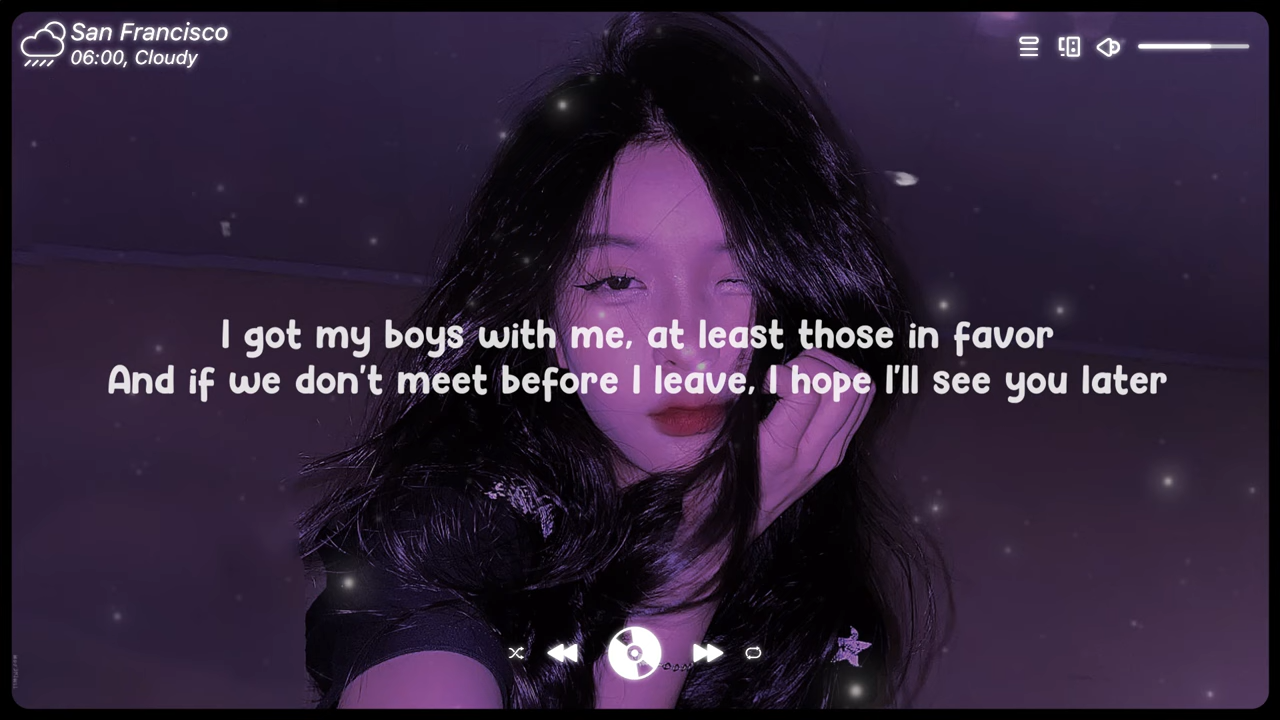 San Francisco
06:00, Cloudy
I got my boys with me, at least those in favor
And if we don't meet before I leave, I hope I'll see you later